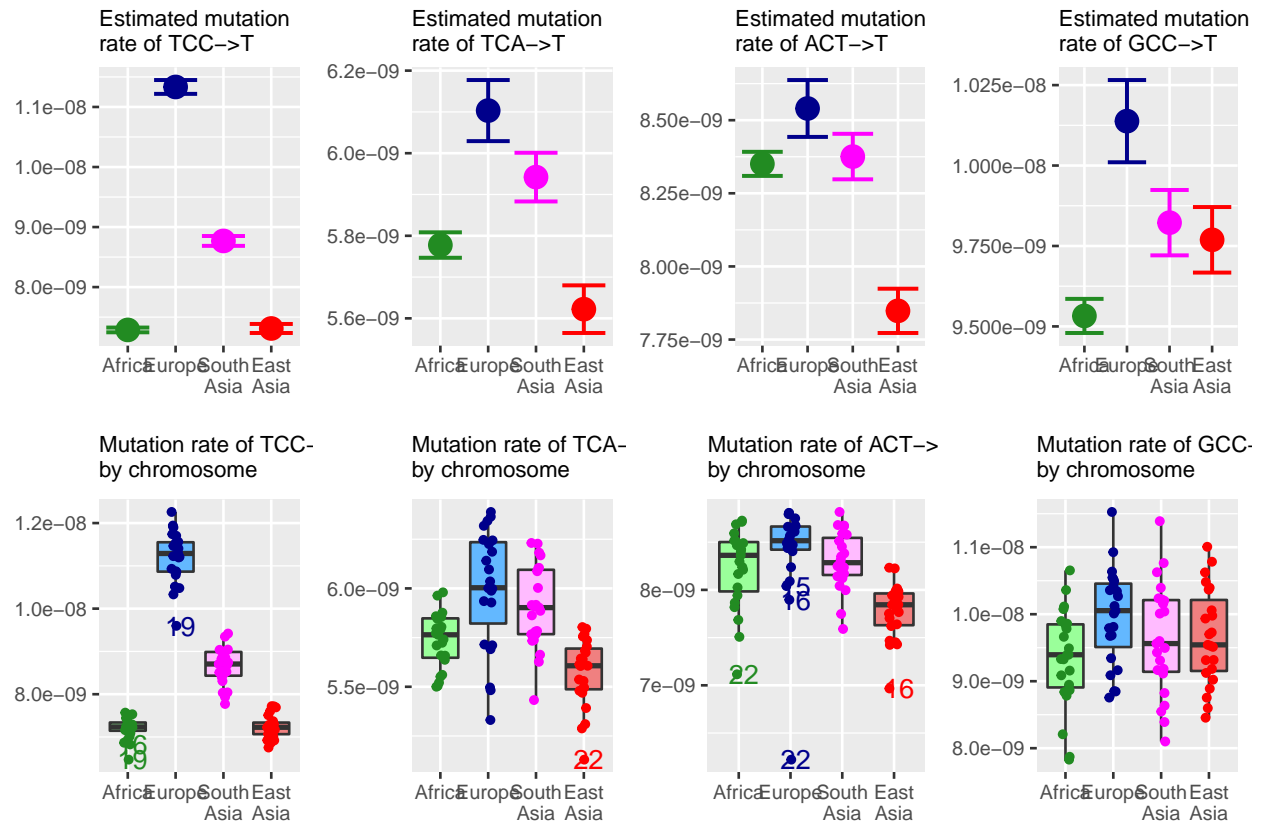 Estimated mutation
rate of TCC−>T
Estimated mutation
rate of TCA−>T
Estimated mutation
rate of ACT−>T
Estimated mutation
rate of GCC−>T
1.1e−08
1.0e−08
9.0e−09
8.0e−09
Africa Europe South East
Asia Asia
6.2e−09
6.0e−09
5.8e−09
5.6e−09
Africa Europe South East
Asia Asia
8.50e−09
8.25e−09
8.00e−09
7.75e−09
Africa Europe South East
Asia Asia
1.025e−08
1.000e−08
9.750e−09
9.500e−09
Africa Europe South East
Asia Asia
Mutation rate of TCC−
by chromosome
Mutation rate of TCA−
by chromosome
Mutation rate of ACT−>
by chromosome
Mutation rate of GCC−
by chromosome
1.2e−08
1.0e−08
8.0e−09
19
16
19
Africa Europe South East
Asia Asia
6.0e−09
5.5e−09
22
Africa Europe South East
Asia Asia
8e−09
7e−09
15
16
22
16
22
Africa Europe South East
Asia Asia
1.1e−08
1.0e−08
9.0e−09
8.0e−09
Africa Europe South East
Asia Asia